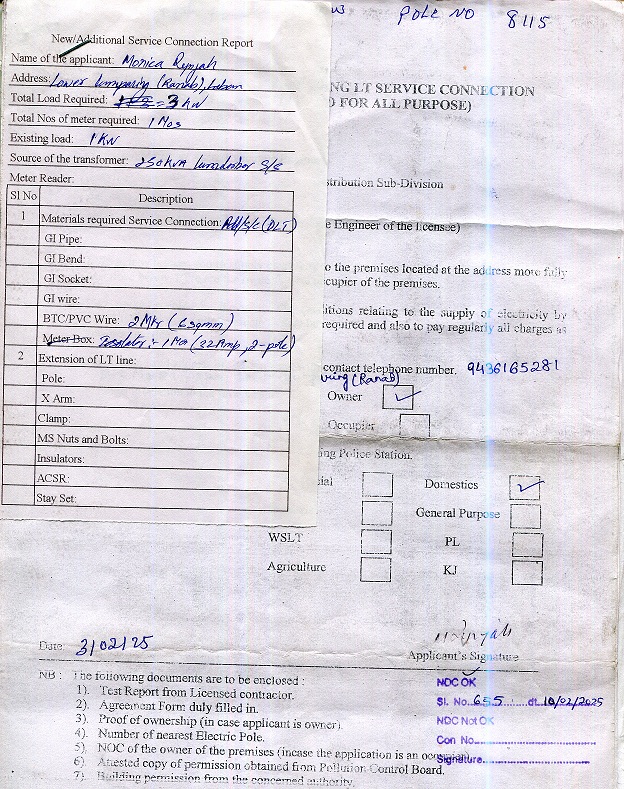 POLE NO 8115
New/Additional Service Connection Report
Name of the applicant: Monica Rynjah
Address: Lower Lumparing (Ranab), Laban
Total Load Required: = 3 kw
Total Nos of meter required: 1 Nos
Existing load: 1 KW
Source of the transformer: 250KVA S/S
Meter Reader:
Sl No Description
1 Materials required Service Connection: (DLT)
GI Pipe:
GI Bend:
GI Socket:
GI wire:
BTC/PVC Wire: 2 Mtr (6 sqmm)
Meter Box: Isolator :- 1 Nos (32 Amp, 2-pole)
2 Extension of LT line:
Pole:
X Arm:
Clamp:
MS Nuts and Bolts:
Insulators:
ACSR:
Stay Set:
NG LT SERVICE CONNECTION
FOR ALL PURPOSE)
stribution Sub-Division
e Engineer of the licensee)
o the premises located at the address more fully
cupier of the premises.
itions relating to the supply of electricity by
required and also to pay regularly all charges as
contact telephone number. 9436165281
(Ranab)
Owner
Occupier
ing Police Station.
ial Domestics
General Purpose
WSLT PL
Agriculture KJ
Date 3/02/25
Applicant's Signature
NB : The following documents are to be enclosed :
1). Test Report from Licensed contractor.
2). Agreement Form duly filled in.
3). Proof of ownership (in case applicant is owner).
4). Number of nearest Electric Pole.
5). NOC of the owner of the premises (incase the application is an
6). Attested copy of permission obtained from Pollution Control Board.
7). Building permission from the concerned authority.
NDC OK
Sl. No. 655 dt. 10/02/2025
NDC Not OK
Con No.
Signature